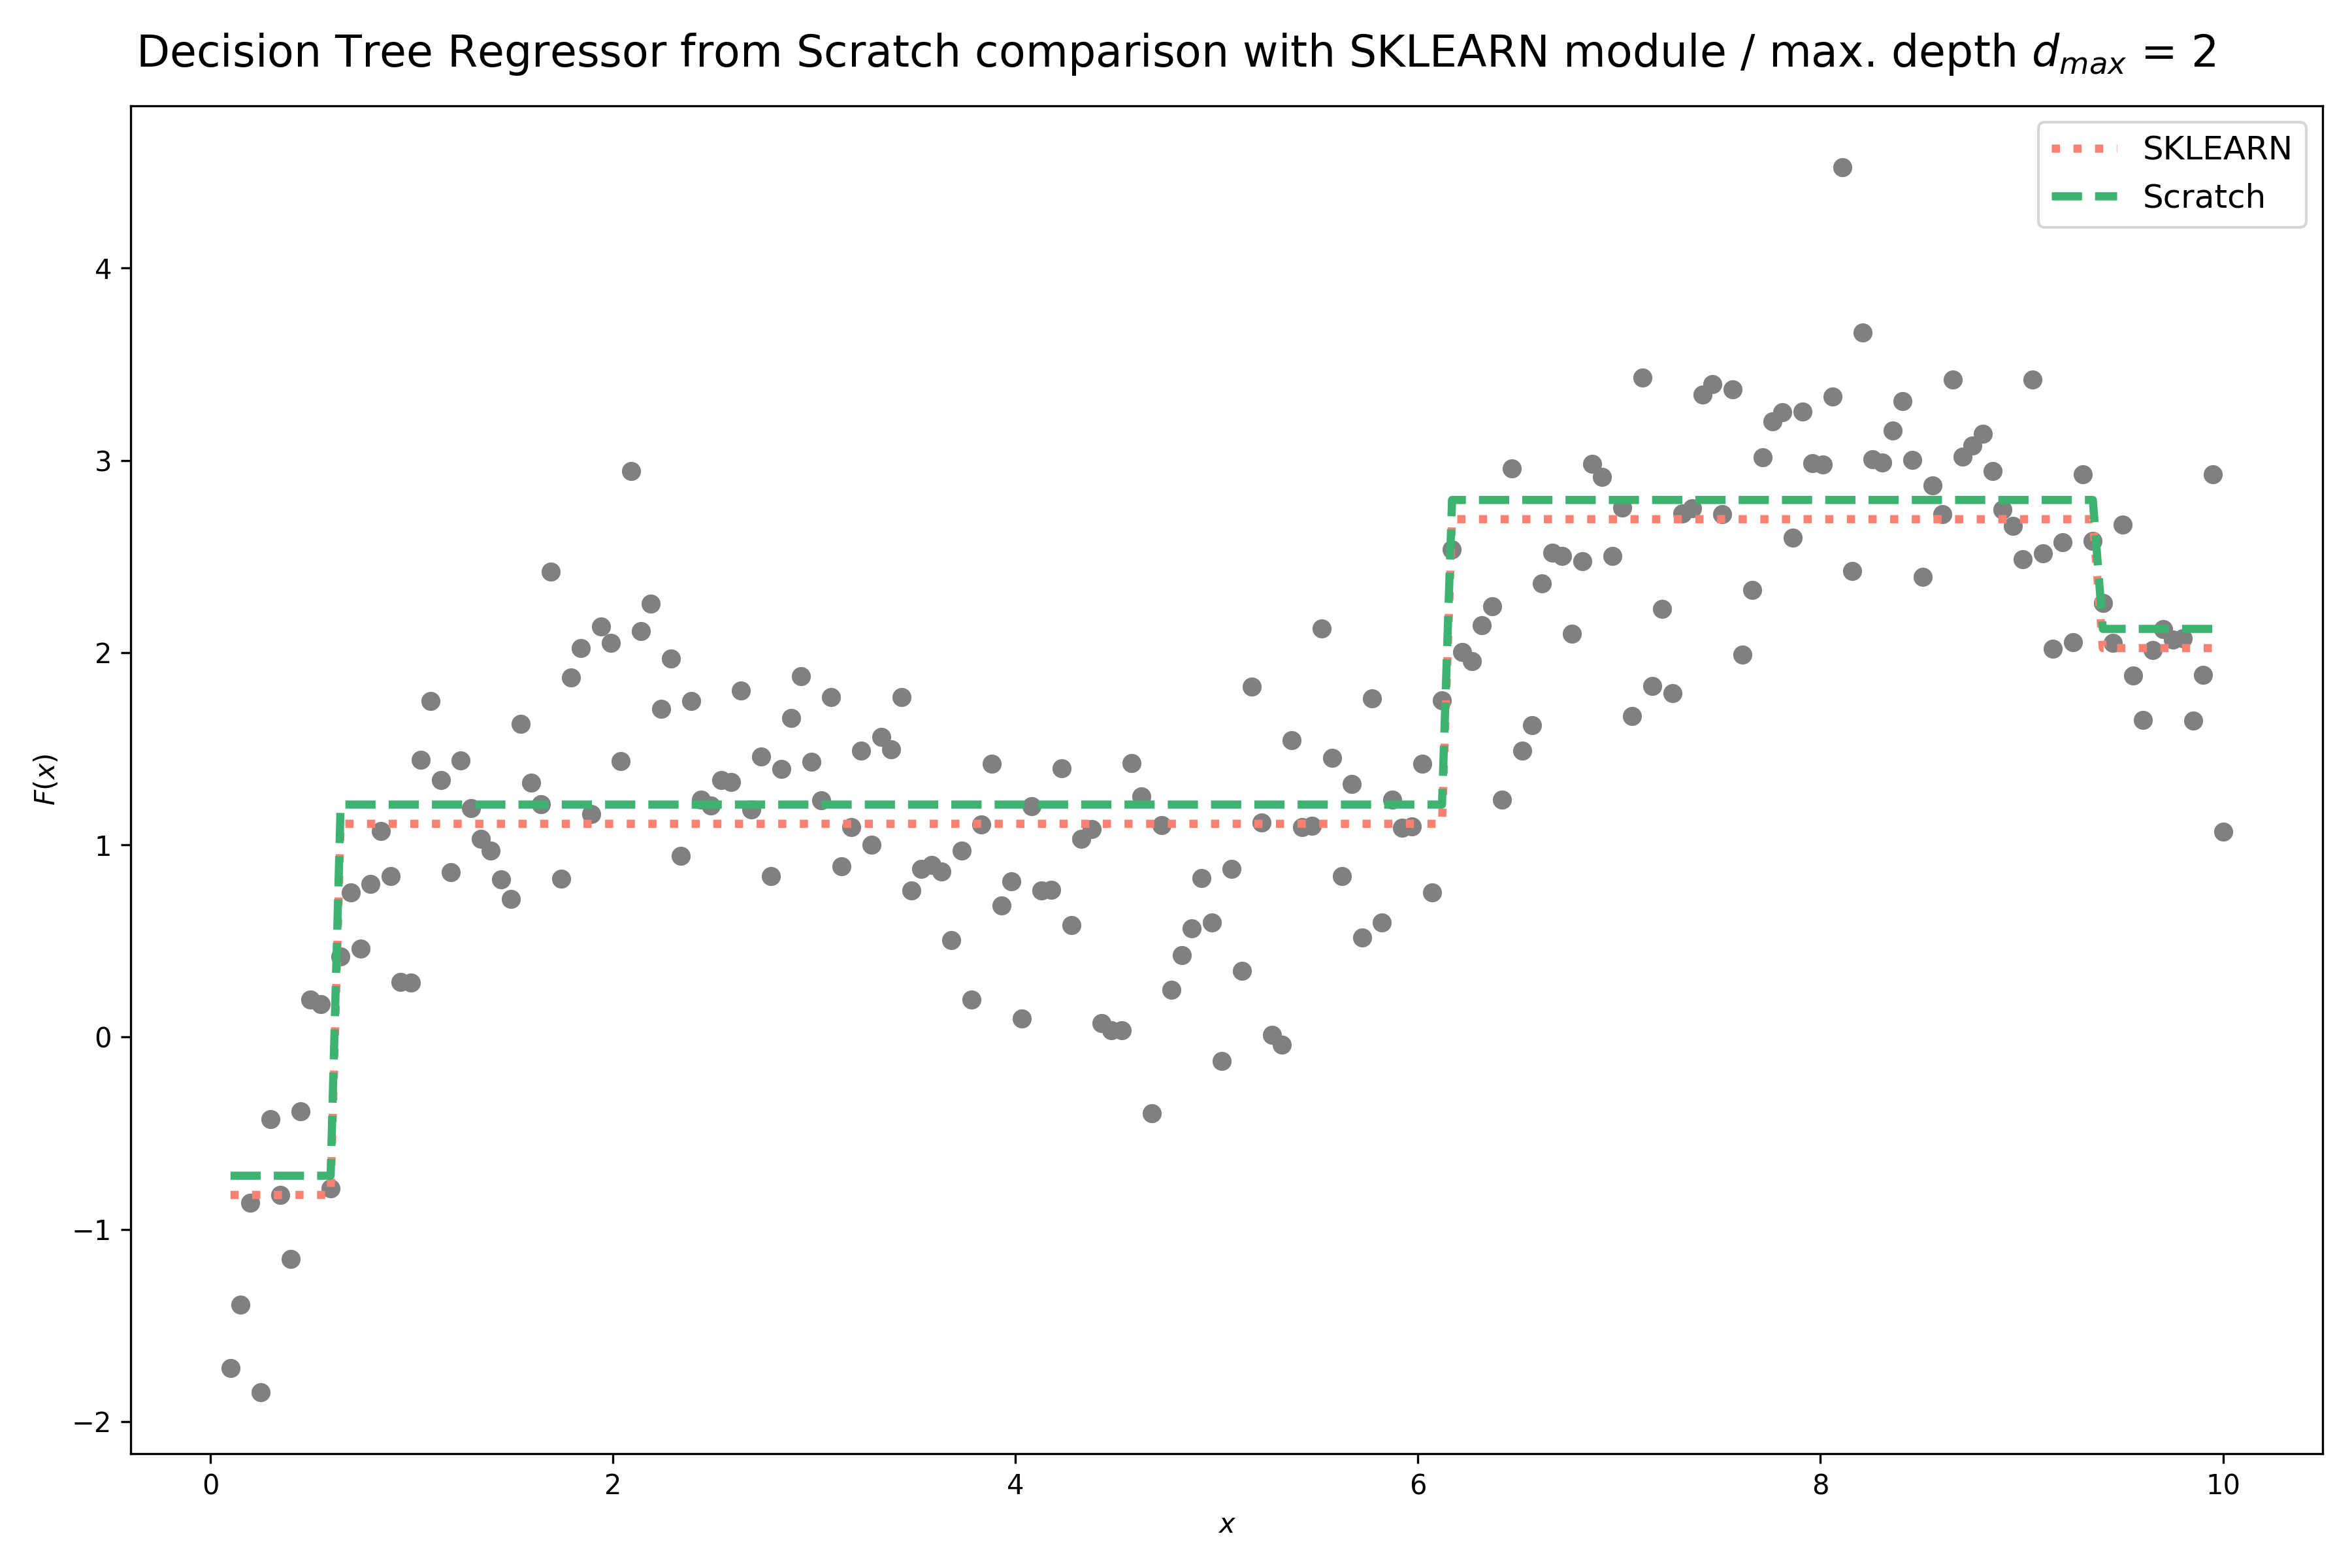 Decision Tree Regressor from Scratch comparison with SKLEARN module / max. depth d_max = 2
SKLEARN
Scratch
4
3
2
1
0
−1
−2
F(x)
0 2 4 6 8 10
x